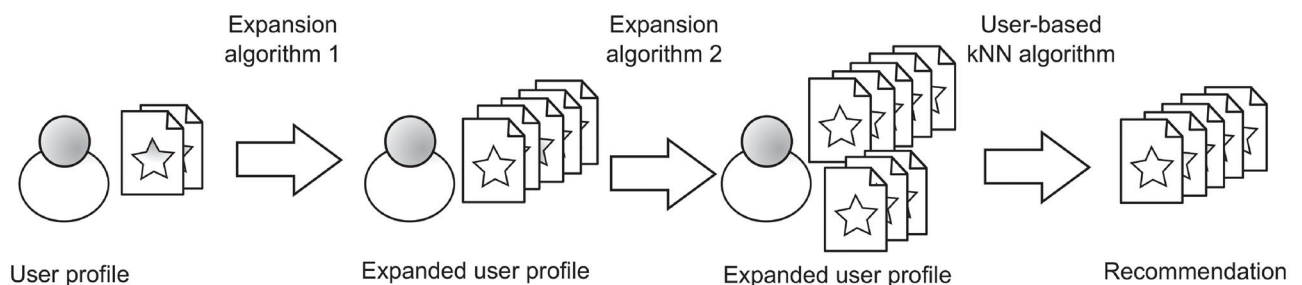 Expansion
algorithm 1
Expansion
algorithm 2
User-based
kNN algorithm
User profile
Expanded user profile
Expanded user profile
Recommendation